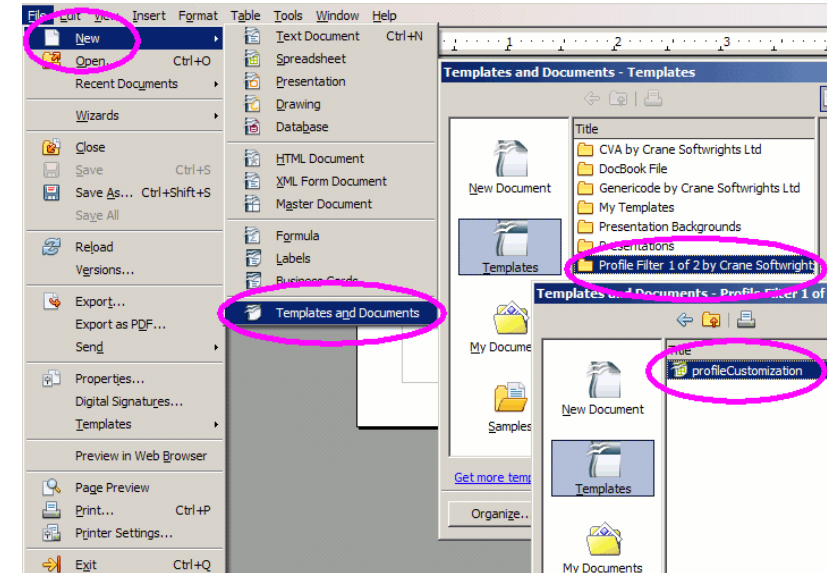 File Edit View Insert Format Table Tools Window Help
New
Open... Ctrl+O
Recent Documents
Wizards
Close
Save Ctrl+S
Save As... Ctrl+Shift+S
Save All
Reload
Versions...
Export...
Export as PDF...
Send
Properties...
Digital Signatures...
Templates
Preview in Web Browser
Page Preview
Print... Ctrl+P
Printer Settings...
Exit Ctrl+Q
Text Document Ctrl+N
Spreadsheet
Presentation
Drawing
Database
HTML Document
XML Form Document
Master Document
Formula
Labels
Business Cards
Templates and Documents
1 2 3
Templates and Documents - Templates
New Document
Templates
My Docume
Samples
Get more temp
Organize...
Title
CVA by Crane Softwrights Ltd
DocBook File
Genericode by Crane Softwrights Ltd
My Templates
Presentation Backgrounds
Presentations
Profile Filter 1 of 2 by Crane Softwright
Templates and Documents - Profile Filter 1 of
New Document
Templates
My Documents
Title
profileCustomization